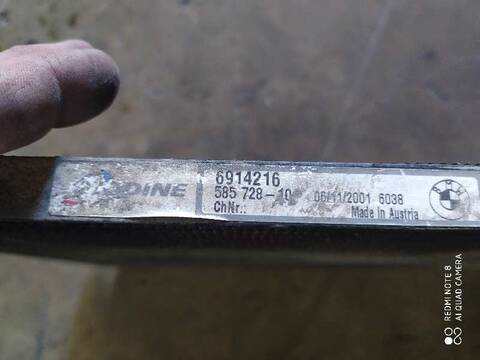 DINE
6914216
585 728-10 06/11/2001 6038
ChNr.: Made in Austria
BMW
REDMI NOTE 8
AI QUAD CAMERA